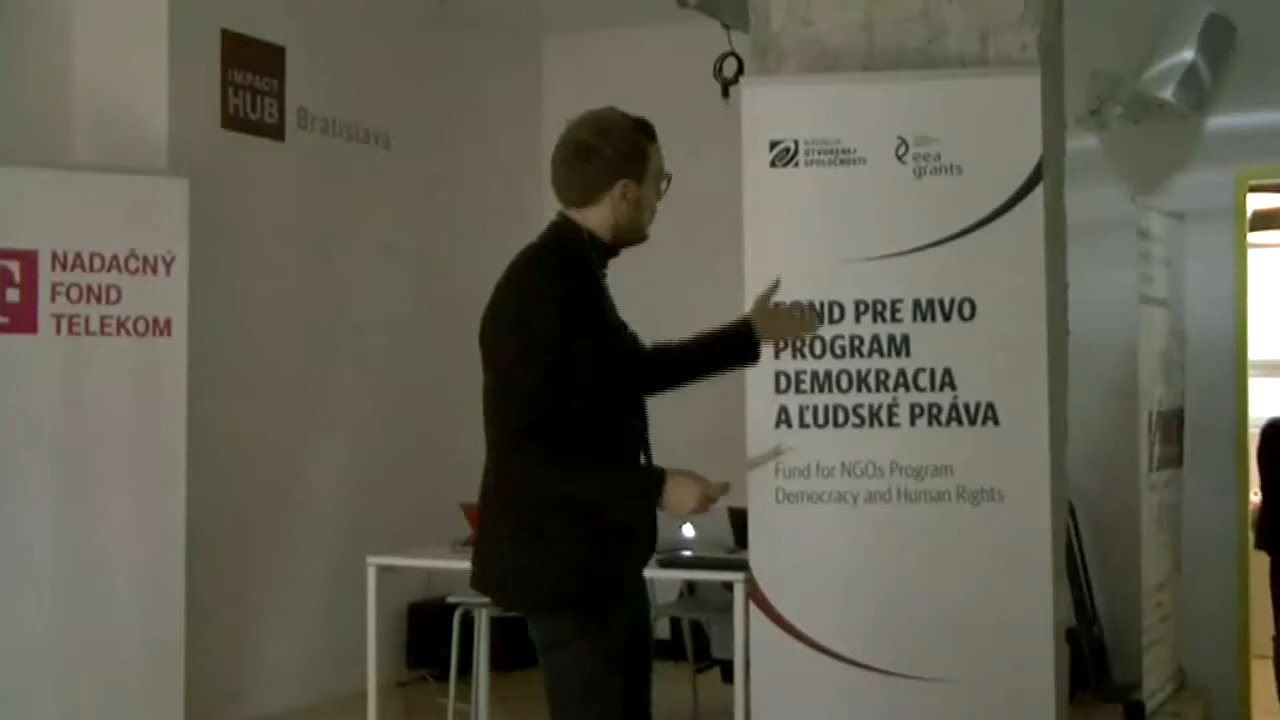 IMPACT
HUB
Bratislava
NADAČNÝ
FOND
TELEKOM
NADÁCIA
OTVORENEJ
SPOLOČNOSTI
eea
grants
FOND PRE MVO
PROGRAM
DEMOKRACIA
A ĽUDSKÉ PRÁVA
Fund for NGOs Program
Democracy and Human Rights